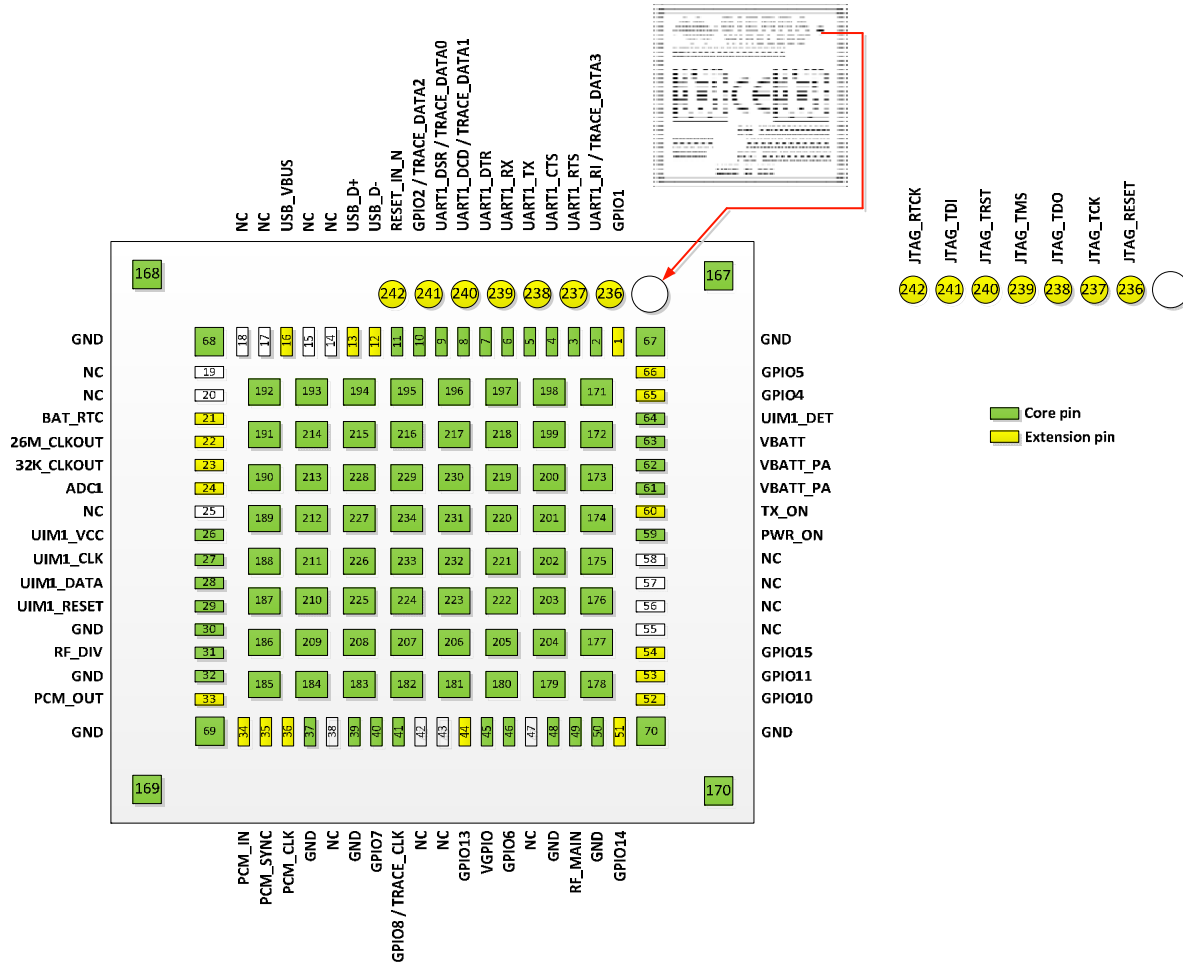 NC
NC
USB_VBUS
NC
NC
USB_D+
USB_D-
RESET_IN_N
GPIO2 / TRACE_DATA2
UART1_DSR / TRACE_DATA0
UART1_DCD / TRACE_DATA1
UART1_DTR
UART1_RX
UART1_TX
UART1_CTS
UART1_RTS
UART1_RI / TRACE_DATA3
GPIO1
JTAG_RTCK
JTAG_TDI
JTAG_TRST
JTAG_TMS
JTAG_TDO
JTAG_TCK
JTAG_RESET
242 241 240 239 238 237 236
168 167
242 241 240 239 238 237 236
GND 68 18 17 16 15 14 13 12 11 10 9 8 7 6 5 4 3 2 1 67 GND
NC 19 66 GPIO5
NC 20 192 193 194 195 196 197 198 171 65 GPIO4
BAT_RTC 21 64 UIM1_DET
26M_CLKOUT 22 191 214 215 216 217 218 199 172 63 VBATT
32K_CLKOUT 23 62 VBATT_PA
ADC1 24 190 213 228 229 230 219 200 173 61 VBATT_PA
NC 25 189 212 227 234 231 220 201 174 60 TX_ON
UIM1_VCC 26 59 PWR_ON
UIM1_CLK 27 188 211 226 233 232 221 202 175 58 NC
UIM1_DATA 28 57 NC
UIM1_RESET 29 187 210 225 224 223 222 203 176 56 NC
GND 30 55 NC
RF_DIV 31 186 209 208 207 206 205 204 177 54 GPIO15
GND 32 53 GPIO11
PCM_OUT 33 185 184 183 182 181 180 179 178 52 GPIO10
GND 69 34 35 36 37 38 39 40 41 42 43 44 45 46 47 48 49 50 51 70 GND
169 170
Core pin
Extension pin
PCM_IN
PCM_SYNC
PCM_CLK
GND
NC
GND
GPIO7
GPIO8 / TRACE_CLK
NC
NC
GPIO13
VGPIO
GPIO6
NC
GND
RF_MAIN
GND
GPIO14